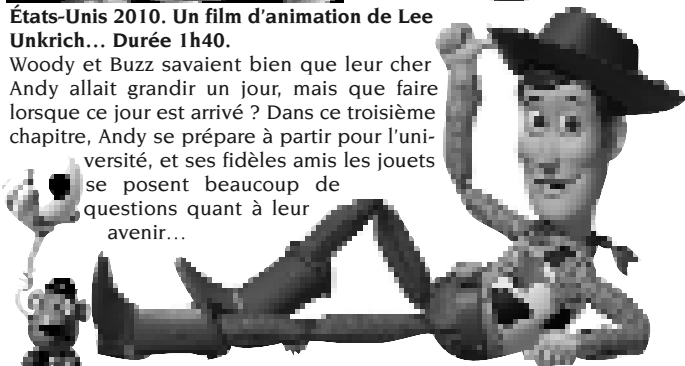 États-Unis 2010. Un film d’animation de Lee
Unkrich… Durée 1h40.
Woody et Buzz savaient bien que leur cher
Andy allait grandir un jour, mais que faire
lorsque ce jour est arrivé ? Dans ce troisième
chapitre, Andy se prépare à partir pour l’uni-
versité, et ses fidèles amis les jouets
se posent beaucoup de
questions quant à leur
avenir…